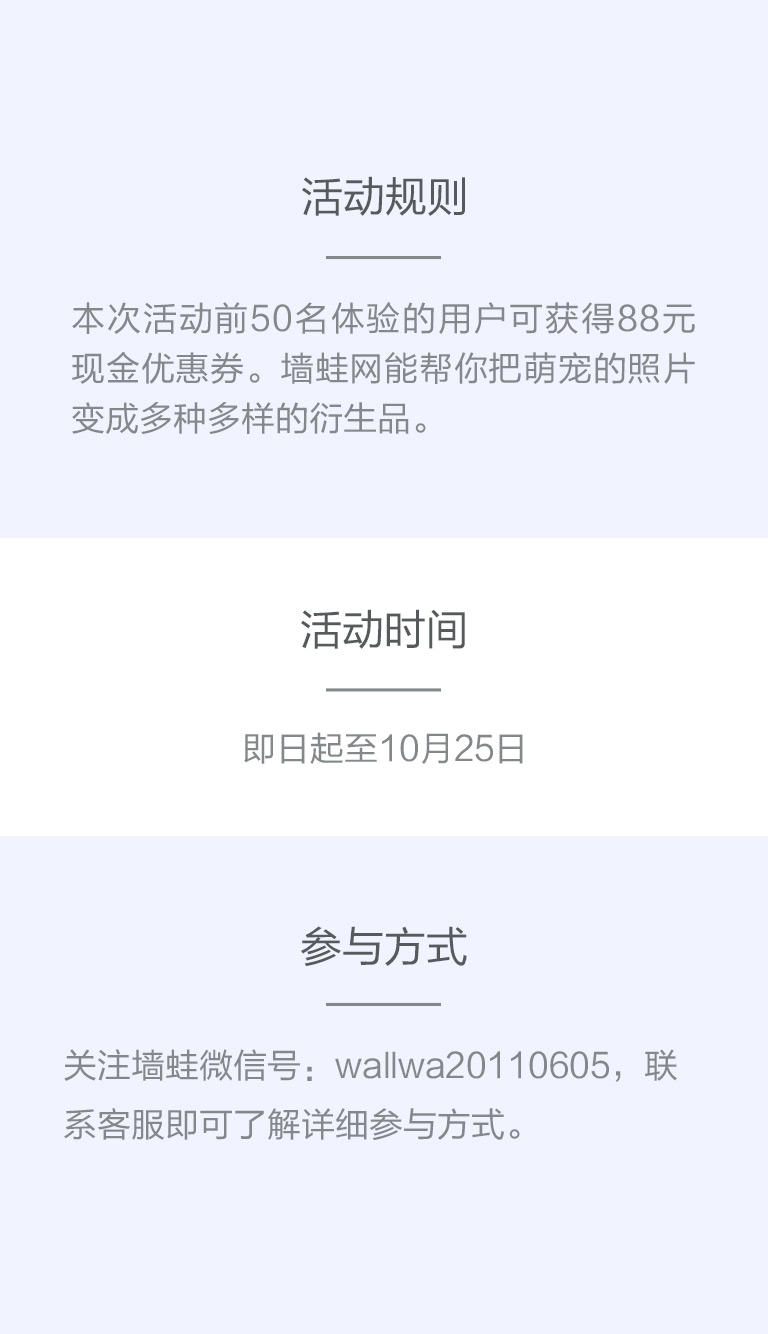 活动规则
本次活动前50名体验的用户可获得88元
现金优惠券。墙蛙网能帮你把萌宠的照片
变成多种多样的衍生品。
活动时间
即日起至10月25日
参与方式
关注墙蛙微信号：wallwa20110605，联
系客服即可了解详细参与方式。